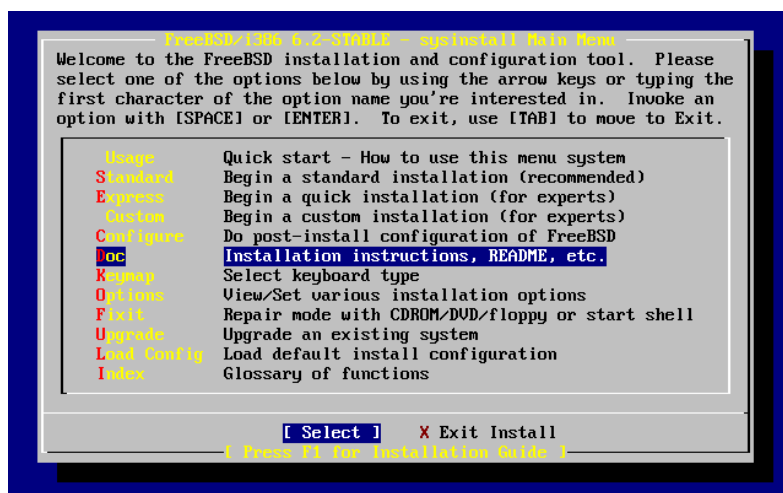 FreeBSD/i386 6.2-STABLE - sysinstall Main Menu
Welcome to the FreeBSD installation and configuration tool.  Please
select one of the options below by using the arrow keys or typing the
first character of the option name you're interested in.  Invoke an
option with [SPACE] or [ENTER].  To exit, use [TAB] to move to Exit.
Usage Quick start - How to use this menu system
Standard Begin a standard installation (recommended)
Express Begin a quick installation (for experts)
Custom Begin a custom installation (for experts)
Configure Do post-install configuration of FreeBSD
Doc Installation instructions, README, etc.
Keymap Select keyboard type
Options View/Set various installation options
Fixit Repair mode with CDROM/DVD/floppy or start shell
Upgrade Upgrade an existing system
Load Config Load default install configuration
Index Glossary of functions
[ Select ] X Exit Install
[ Press F1 for Installation Guide ]